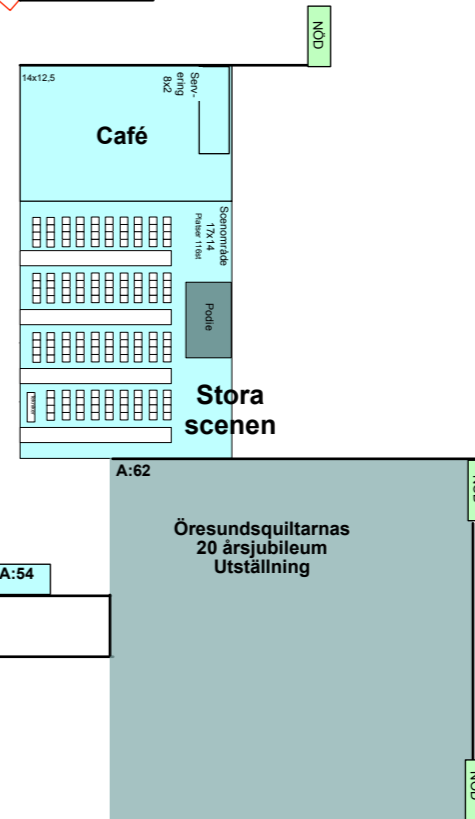 NÖD
14x12,5
Serv-
ering
8x2
Café
Scenområde
17x14
Platser 116st
Podie
Stora
scenen
A:62
NÖD
Öresundsquiltarnas
20 årsjubileum
Utställning
A:54
NÖD